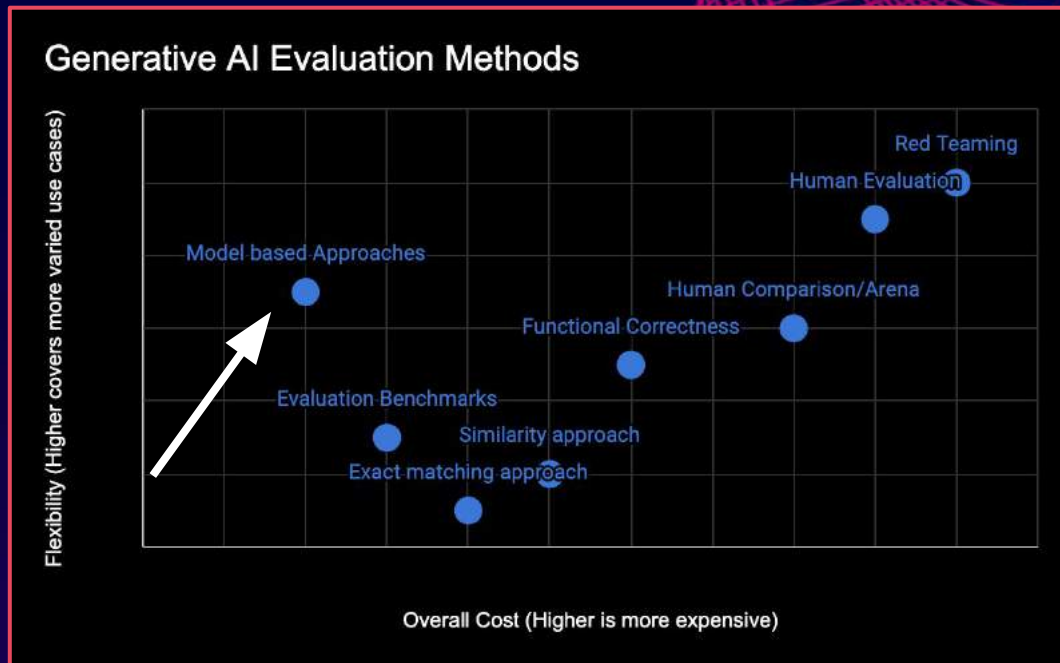 Generative AI Evaluation Methods
Flexibility (Higher covers more varied use cases)
Red Teaming
Human Evaluation
Model based Approaches
Human Comparison/Arena
Functional Correctness
Evaluation Benchmarks
Similarity approach
Exact matching approach
Overall Cost (Higher is more expensive)